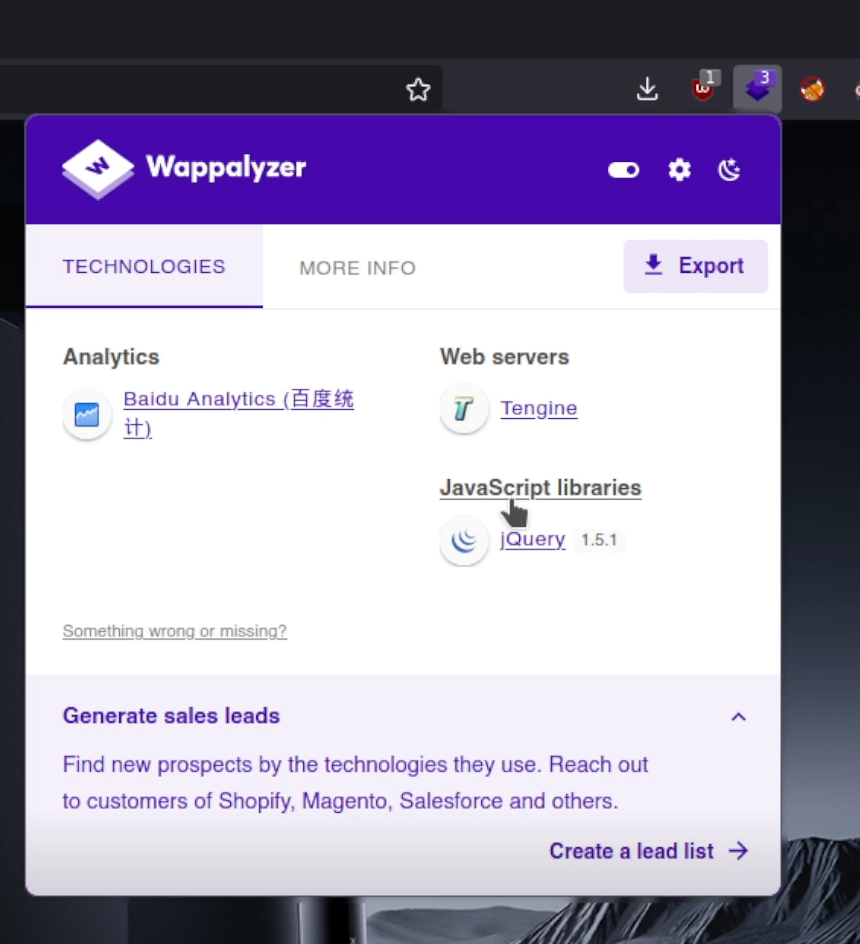 1
3
W
Wappalyzer
TECHNOLOGIES
MORE INFO
Export
Analytics
Baidu Analytics (百度统
计)
Web servers
Tengine
JavaScript libraries
jQuery 1.5.1
Something wrong or missing?
Generate sales leads
Find new prospects by the technologies they use. Reach out
to customers of Shopify, Magento, Salesforce and others.
Create a lead list